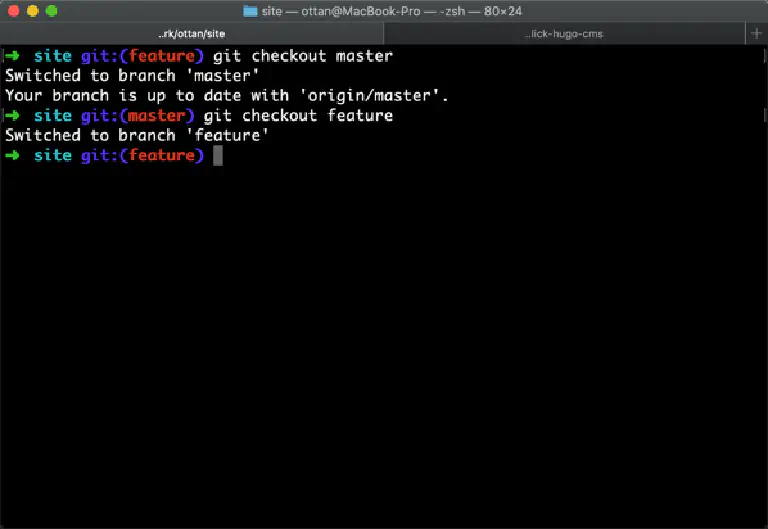 site — ottan@MacBook-Pro — -zsh — 80×24
..rk/ottan/site
..lick-hugo-cms
+
➜ site git:(feature) git checkout master
Switched to branch 'master'
Your branch is up to date with 'origin/master'.
➜ site git:(master) git checkout feature
Switched to branch 'feature'
➜ site git:(feature)